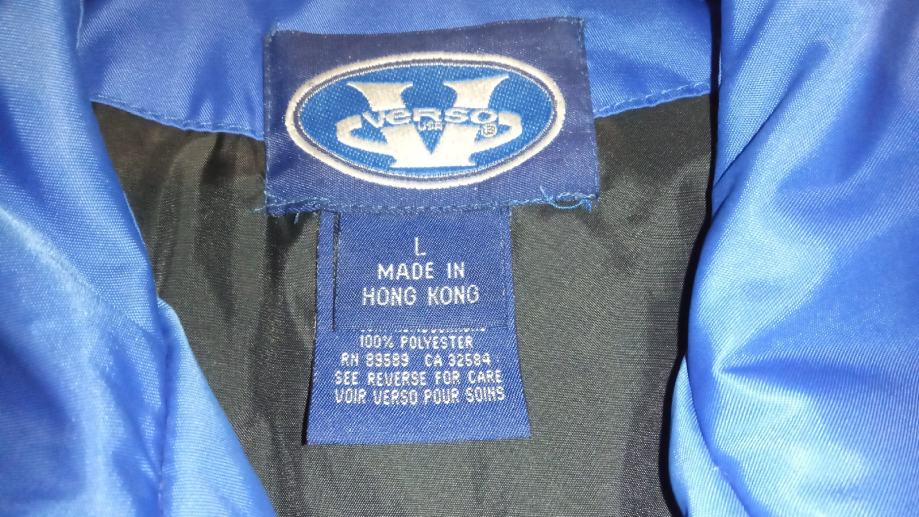 Verso
USA ®
L
MADE IN
HONG KONG
100% POLYESTER
RN 89589 CA 32584
SEE REVERSE FOR CARE
VOIR VERSO POUR SOINS